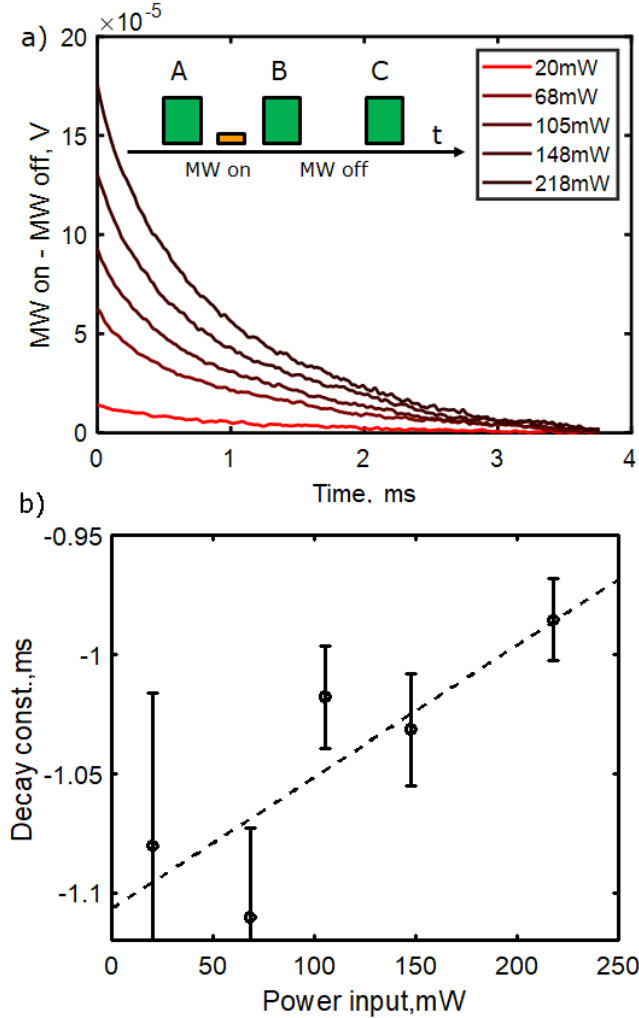 a)
×10⁻⁵
20
15
10
5
0
MW on - MW off, V
A
B
C
MW on
MW off
t
20mW
68mW
105mW
148mW
218mW
0
1
2
3
4
Time, ms
b)
-0.95
-1
-1.05
-1.1
Decay const.,ms
0
50
100
150
200
250
Power input,mW